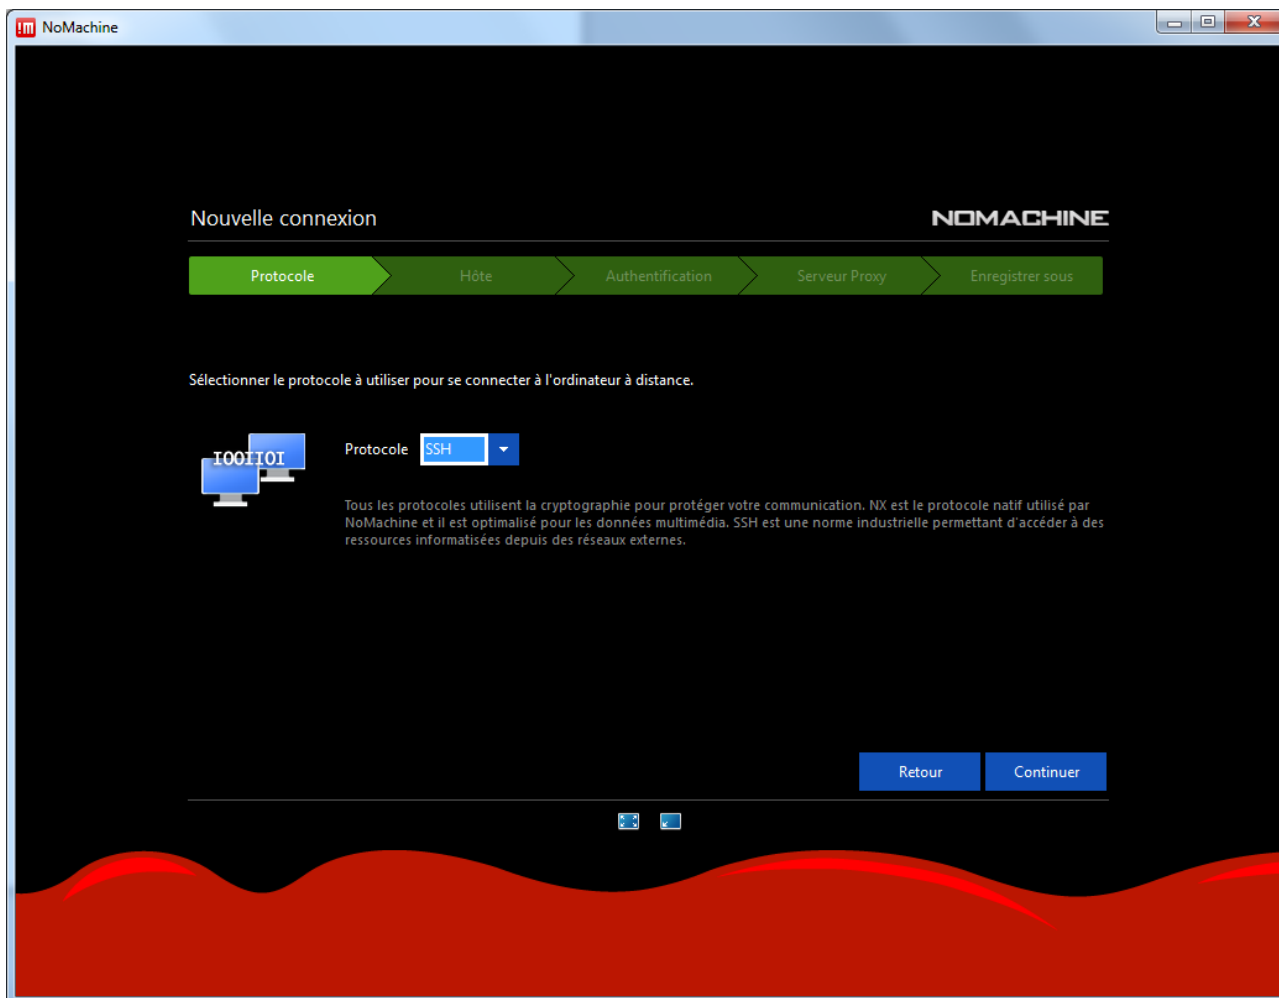 !m NoMachine
Nouvelle connexion
NOMACHINE
Protocole
Hôte
Authentification
Serveur Proxy
Enregistrer sous
Sélectionner le protocole à utiliser pour se connecter à l'ordinateur à distance.
IOOIIOI
Protocole
SSH
Tous les protocoles utilisent la cryptographie pour protéger votre communication. NX est le protocole natif utilisé par
NoMachine et il est optimalisé pour les données multimédia. SSH est une norme industrielle permettant d'accéder à des
ressources informatisées depuis des réseaux externes.
Retour
Continuer